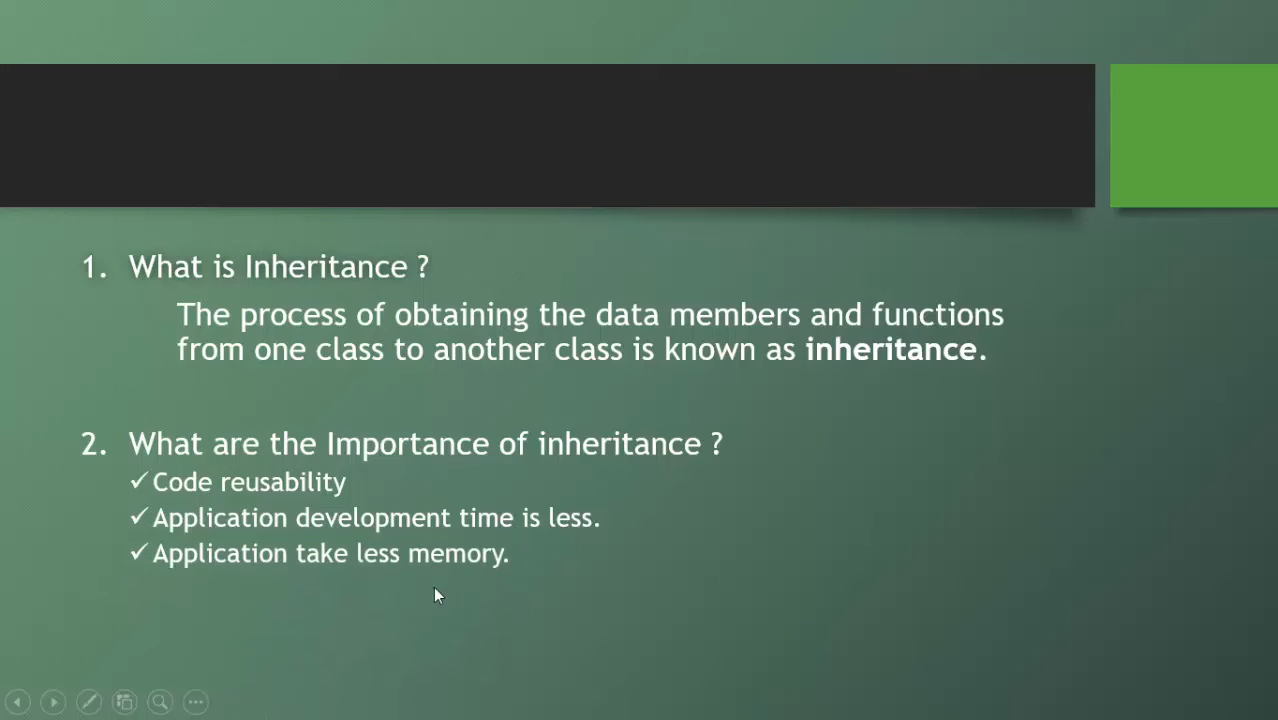 1. What is Inheritance ?
The process of obtaining the data members and functions
from one class to another class is known as inheritance.
2. What are the Importance of inheritance ?
✓ Code reusability
✓ Application development time is less.
✓ Application take less memory.